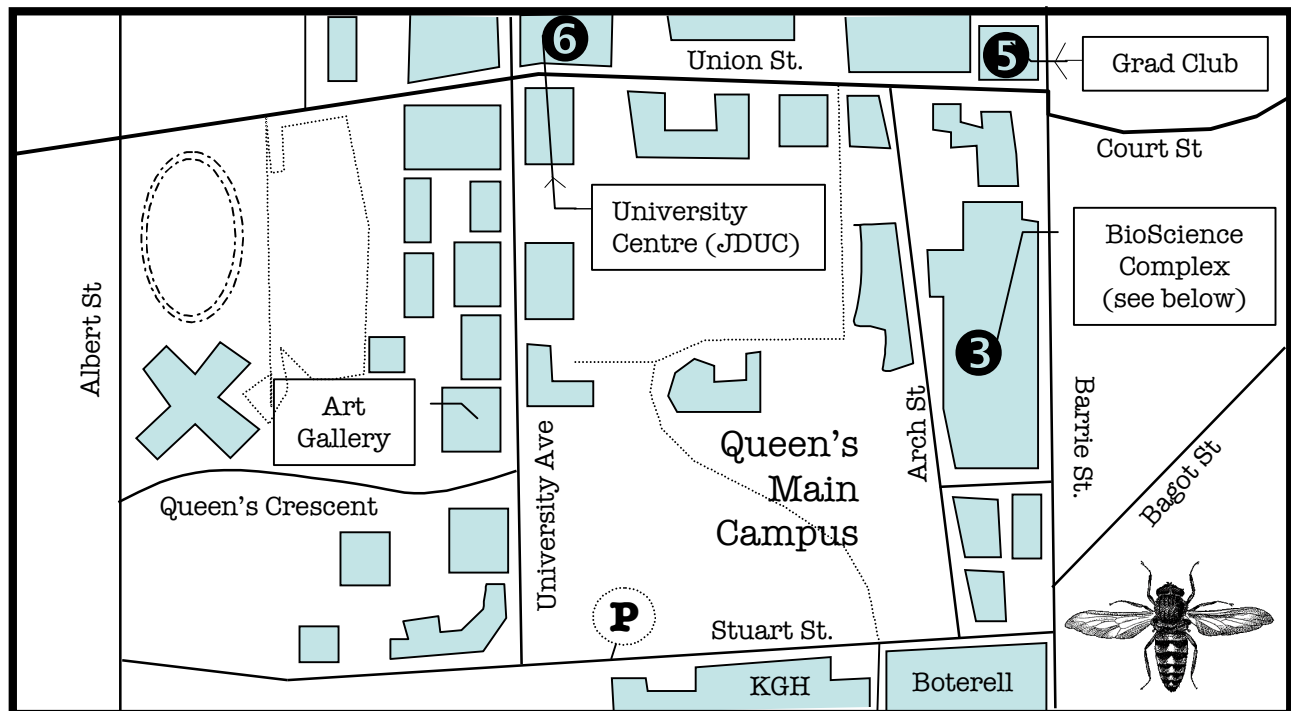 6
Union St.
5
Grad Club
Court St
University
Centre (JDUC)
BioScience
Complex
(see below)
Albert St
3
Art
Gallery
Arch St
Barrie St.
Queen's
Main
Campus
University Ave
Bagot St
Queen's Crescent
P
Stuart St.
KGH
Boterell